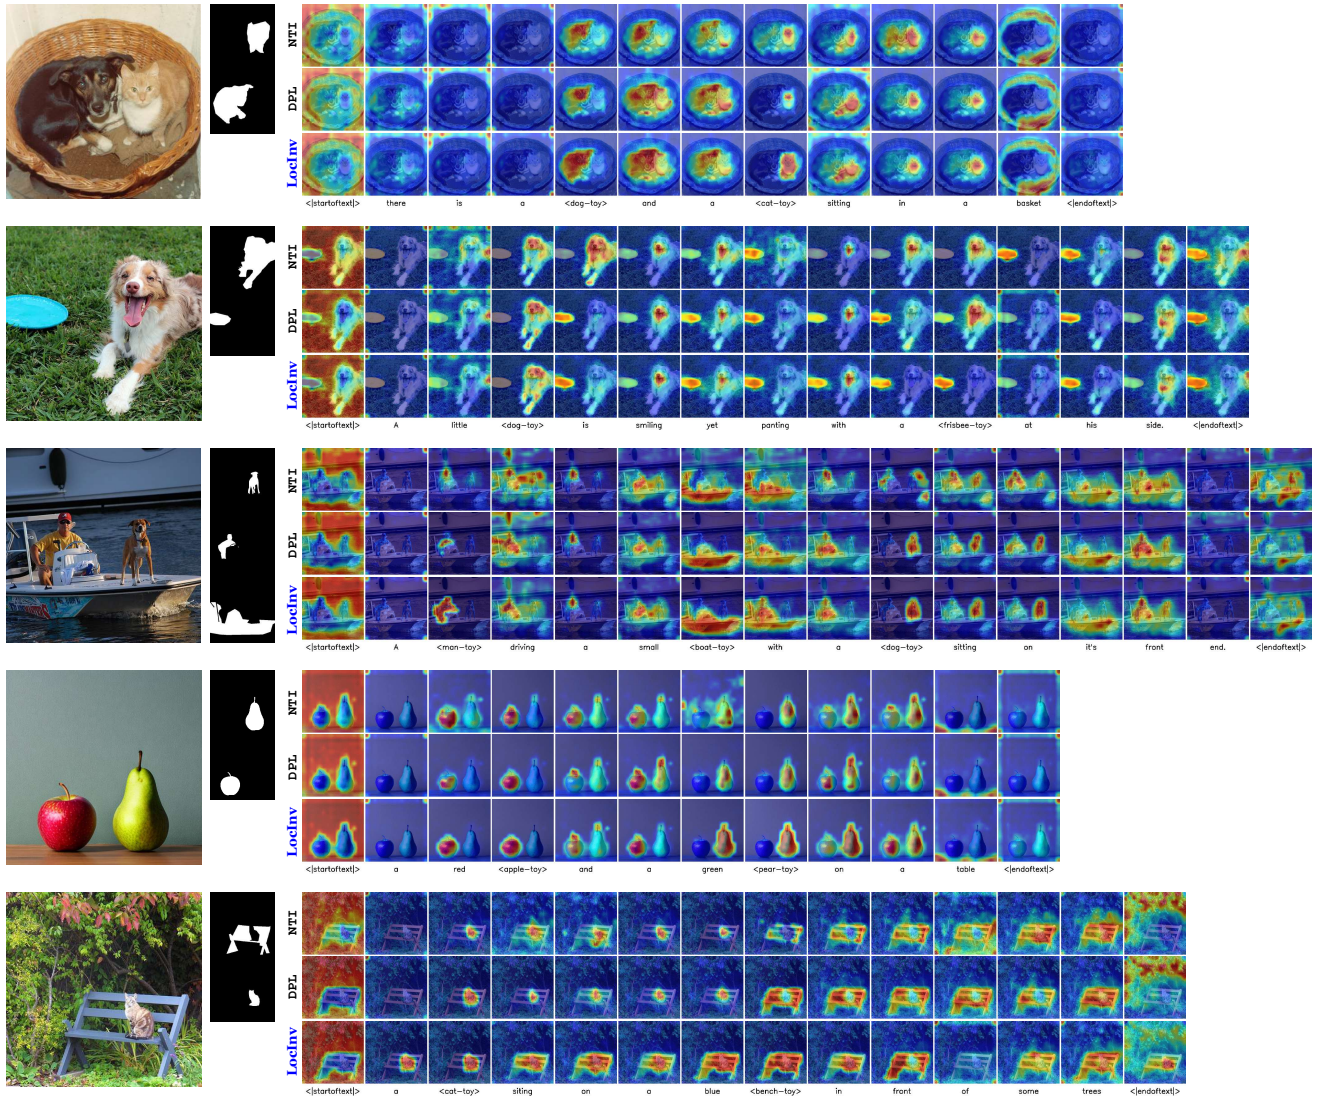 NTI
DPL
LocInv
<|startoftext|> there is a <dog-toy> and a <cat-toy> sitting in a basket <|endoftext|>
NTI
DPL
LocInv
<|startoftext|> A little <dog-toy> is smiling yet panting with a <frisbee-toy> at his side. <|endoftext|>
NTI
DPL
LocInv
<|startoftext|> A <man-toy> driving a small <boat-toy> with a <dog-toy> sitting on it's front end. <|endoftext|>
NTI
DPL
LocInv
<|startoftext|> a red <apple-toy> and a green <pear-toy> on a table <|endoftext|>
NTI
DPL
LocInv
<|startoftext|> a <cat-toy> siting on a blue <bench-toy> in front of some trees <|endoftext|>